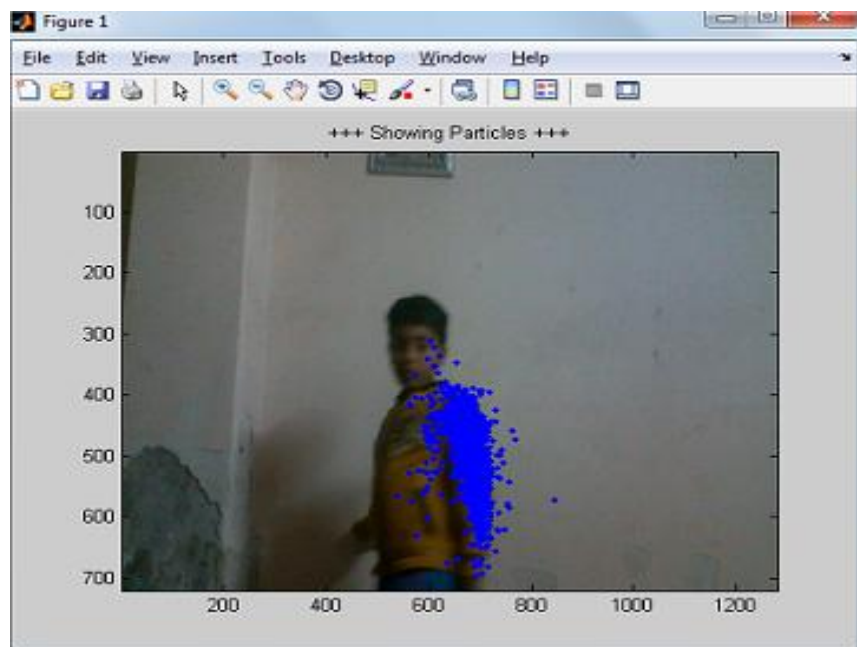 Figure 1
File Edit View Insert Tools Desktop Window Help
+++ Showing Particles +++
100
200
300
400
500
600
700
200 400 600 800 1000 1200